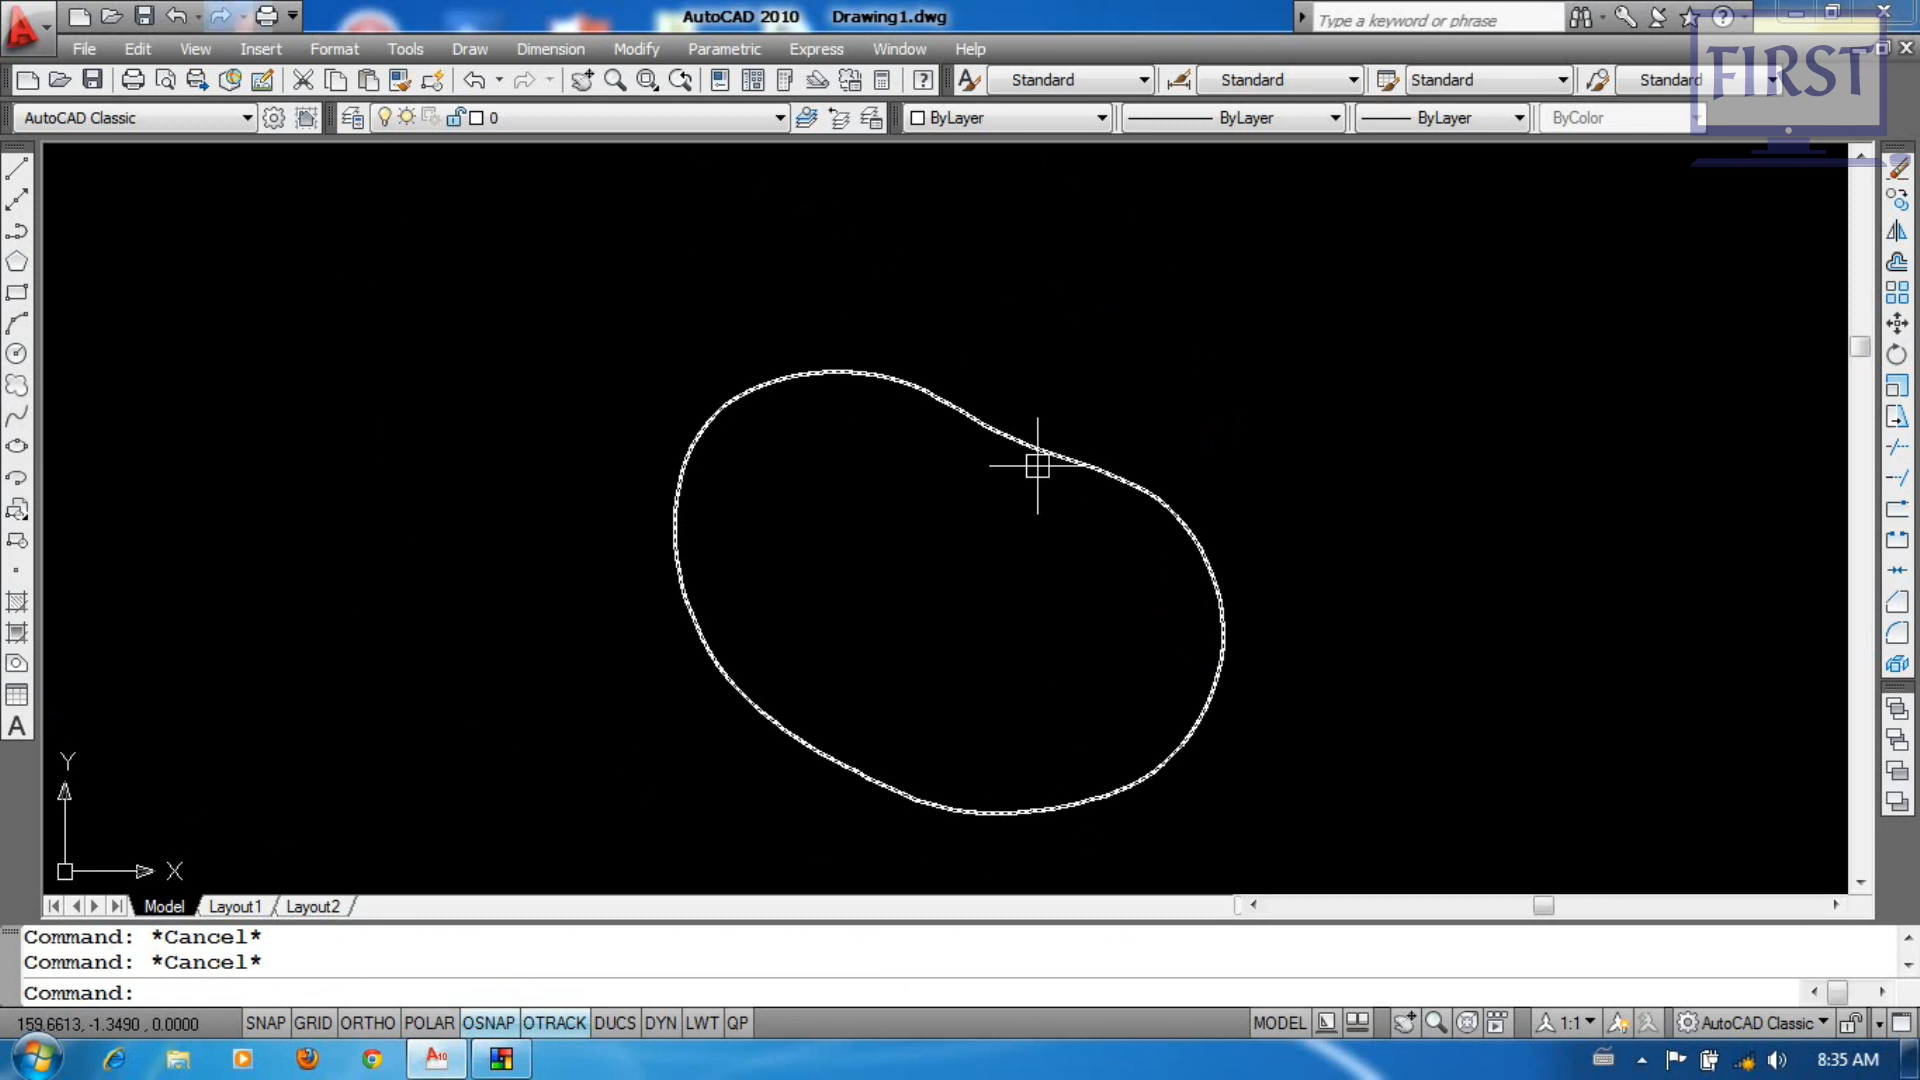 AutoCAD 2010 Drawing1.dwg Type a keyword or phrase
File Edit View Insert Format Tools Draw Dimension Modify Parametric Express Window Help
FIRST
Standard Standard Standard Standard
AutoCAD Classic 0 ByLayer ByLayer ByLayer ByColor
A
Y
X
Model Layout1 Layout2
Command: *Cancel*
Command: *Cancel*
Command:
159.6613, -1.3490 , 0.0000 SNAP GRID ORTHO POLAR OSNAP OTRACK DUCS DYN LWT QP MODEL 1:1 AutoCAD Classic
8:35 AM